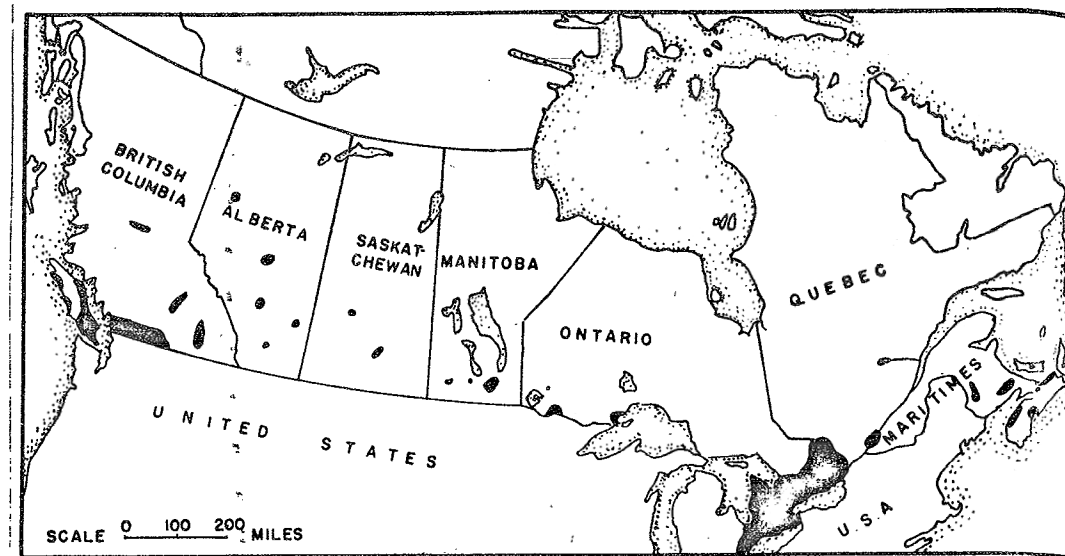 BRITISH
COLUMBIA
ALBERTA
SASKAT-
CHEWAN
MANITOBA
ONTARIO
QUEBEC
MARITIMES
UNITED STATES
U.S.A
SCALE 0 100 200 MILES